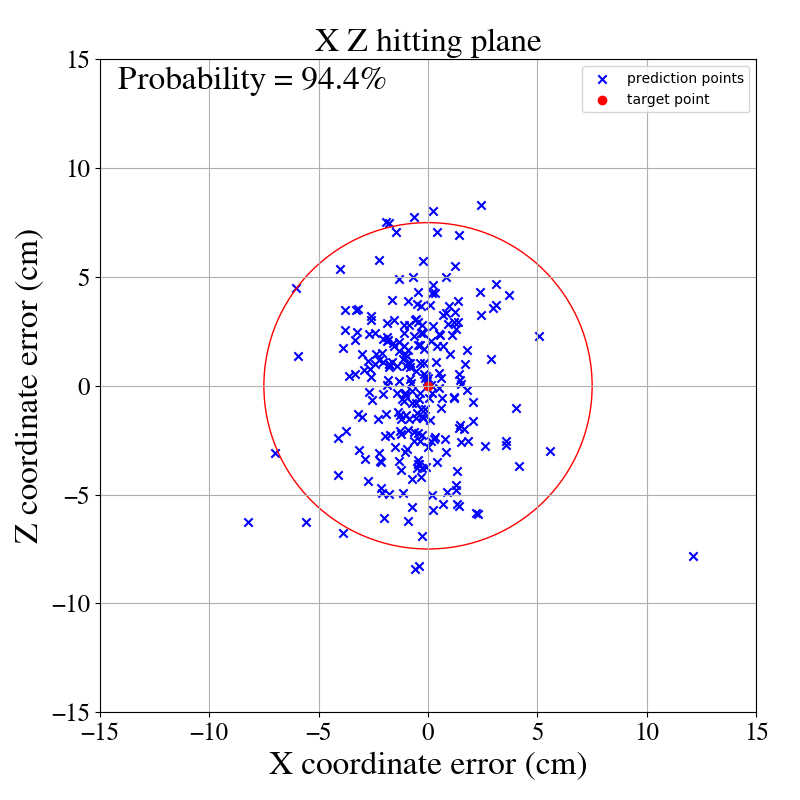 X Z hitting plane
Probability = 94.4%
prediction points
target point
15
10
5
0
−5
−10
−15
−15
−10
−5
0
5
10
15
Z coordinate error (cm)
X coordinate error (cm)